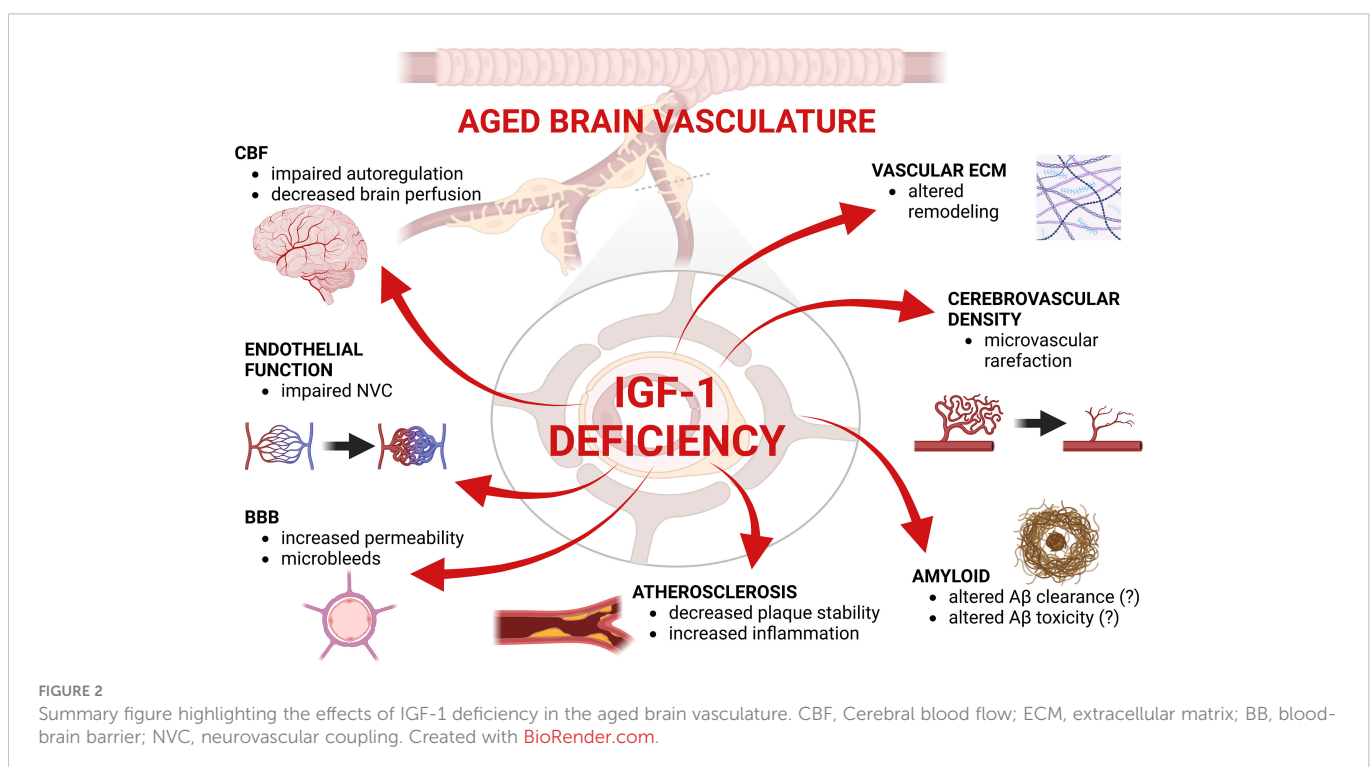 AGED BRAIN VASCULATURE
CBF
• impaired autoregulation
• decreased brain perfusion
ENDOTHELIAL
FUNCTION
• impaired NVC
BBB
• increased permeability
• microbleeds
IGF-1
DEFICIENCY
VASCULAR ECM
• altered
remodeling
CEREBROVASCULAR
DENSITY
• microvascular
rarefaction
AMYLOID
• altered Aβ clearance (?)
• altered Aβ toxicity (?)
ATHEROSCLEROSIS
• decreased plaque stability
• increased inflammation
FIGURE 2
Summary figure highlighting the effects of IGF-1 deficiency in the aged brain vasculature. CBF, Cerebral blood flow; ECM, extracellular matrix; BB, blood-
brain barrier; NVC, neurovascular coupling. Created with BioRender.com.